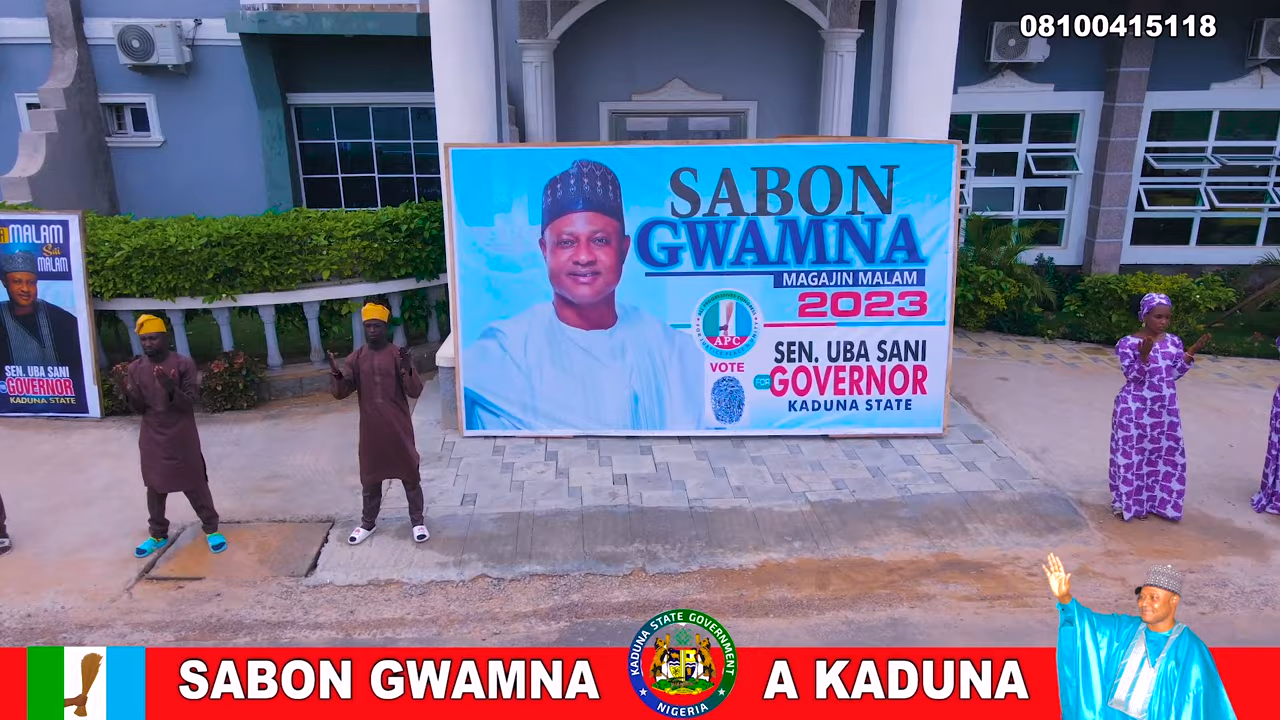 08100415118
MALAM
Sai
MALAM
SEN. UBA SANI
GOVERNOR
KADUNA STATE
SABON
GWAMNA
MAGAJIN MALAM
2023
APC
VOTE
SEN. UBA SANI
FOR GOVERNOR
KADUNA STATE
SABON GWAMNA
KADUNA STATE GOVERNMENT
NIGERIA
A KADUNA